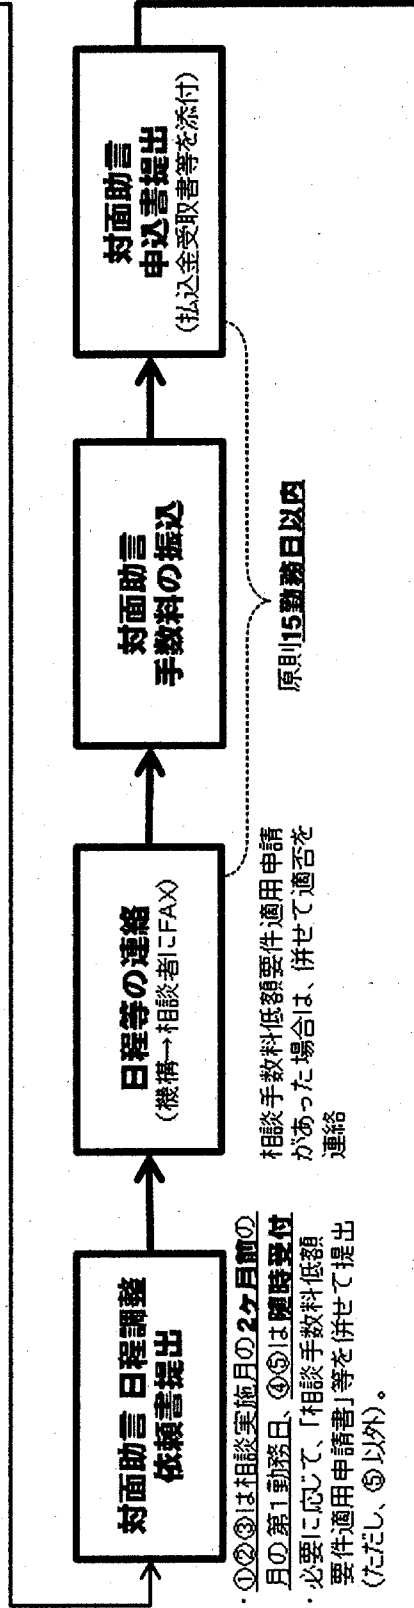 対面助言 日程調整
依頼書提出
・①②③は相談実施月の2ヶ月前の
月の第1勤務日、④⑤は随時受付
・必要に応じて、「相談手数料低額
要件適用申請書」等を併せて提出
(ただし、⑤以外)。
日程等の連絡
(機構→相談者にFAX)
相談手数料低額要件適用申請
があった場合は、併せて適否を
連絡
対面助言
手数料の振込
原則15勤務日以内
対面助言
申込書提出
(払込金受取書等を添付)